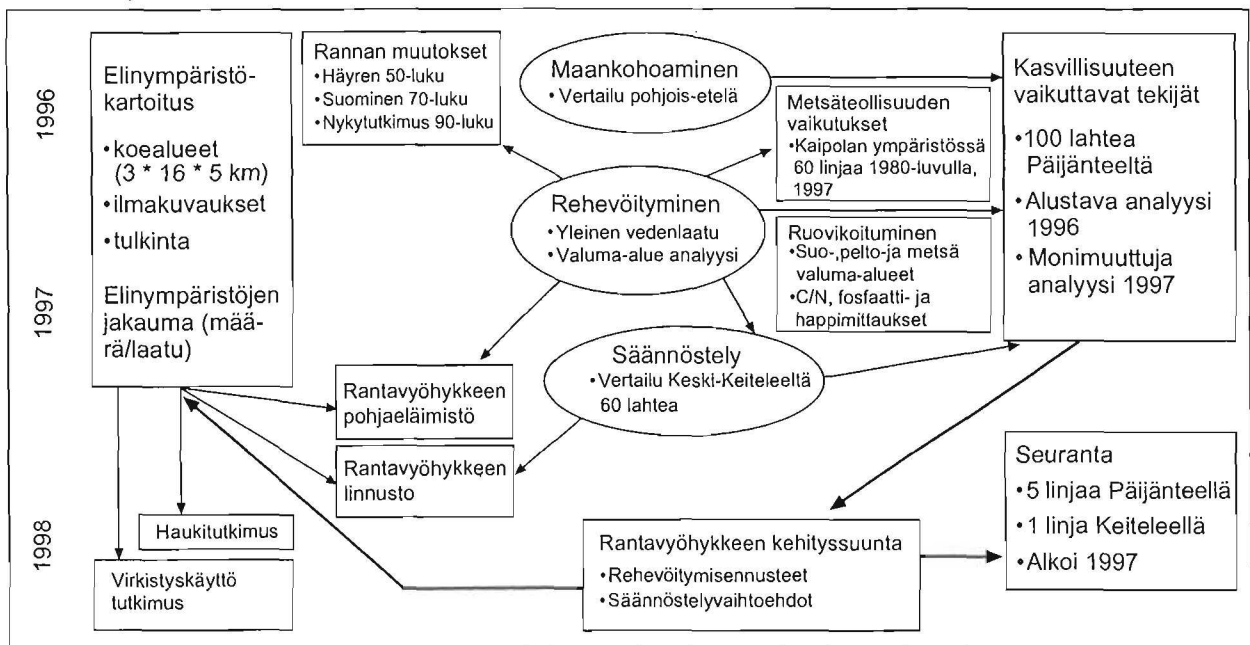 1996
1997
1998
Elinympäristö-
kartoitus
•koealueet
(3 * 16 * 5 km)
•ilmakuvaukset
•tulkinta
Elinympäristöjen
jakauma (mää-
rä/laatu)
Rannan muutokset
•Häyren 50-luku
•Suominen 70-luku
•Nykytutkimus 90-luku
Maankohoaminen
•Vertailu pohjois-etelä
Metsäteollisuuden
vaikutukset
•Kaipolan ympäristössä
60 linjaa 1980-luvulla,
1997
Kasvillisuuteen
vaikuttavat tekijät
•100 lahtea
Päijänteeltä
•Alustava analyysi
1996
•Monimuuttuja
analyysi 1997
Rehevöityminen
•Yleinen vedenlaatu
•Valuma-alue analyysi
Ruovikoituminen
•Suo-,pelto-ja metsä
valuma-alueet
•C/N, fosfaatti- ja
happimittaukset
Säännöstely
•Vertailu Keski-Keiteleeltä
60 lahtea
Rantavyöhykkeen
pohjaeläimistö
Rantavyöhykkeen
linnusto
Haukitutkimus
Virkistyskäyttö
tutkimus
Rantavyöhykkeen kehityssuunta
•Rehevöitymisennusteet
•Säännöstelyvaihtoehdot
Seuranta
•5 linjaa Päijänteellä
•1 linja Keiteleellä
•Alkoi 1997